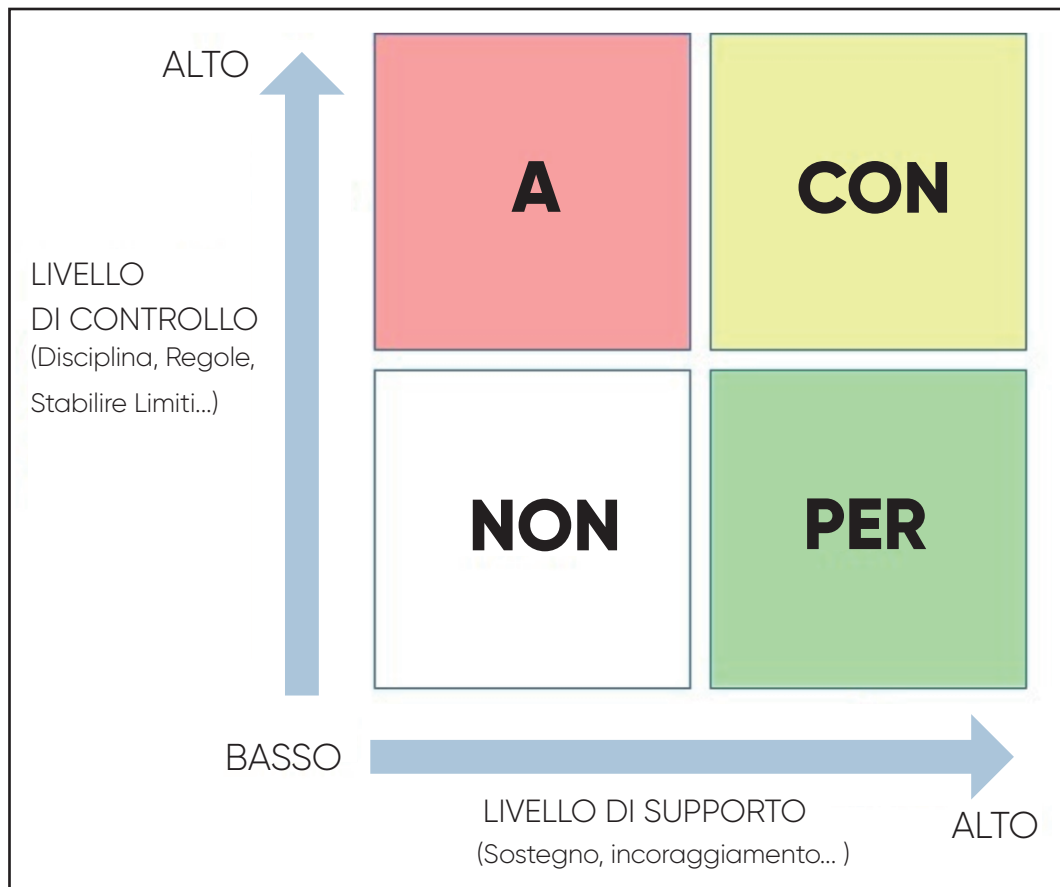 ALTO
A
CON
LIVELLO
DI CONTROLLO
(Disciplina, Regole,
Stabilire Limiti...)
NON
PER
BASSO
LIVELLO DI SUPPORTO
(Sostegno, incoraggiamento... )
ALTO